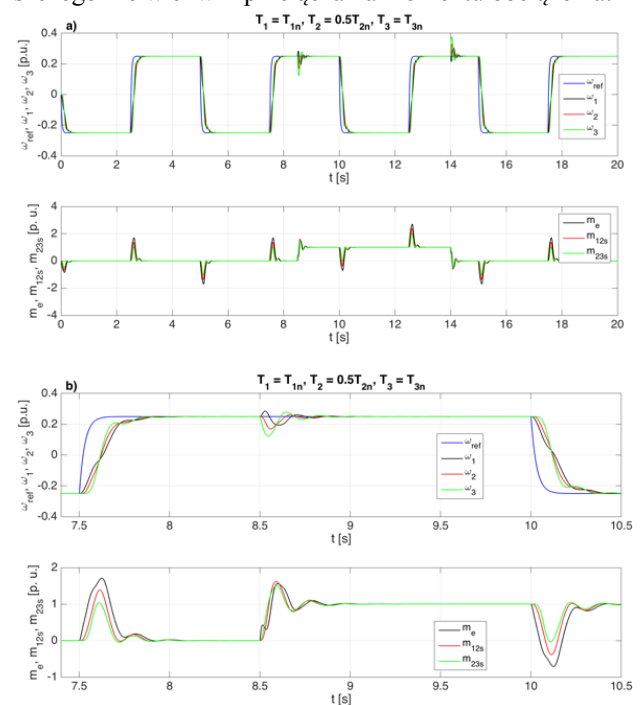 a)
T1 = T1n, T2 = 0.5T2n, T3 = T3n
ωref, ω1, ω2, ω3 [p.u.]
0.4
0.2
0
-0.2
-0.4
ωref
ω1
ω2
ω3
0 2 4 6 8 10 12 14 16 18 20
t [s]
me, m12s, m23s [p. u.]
4
2
0
-2
-4
me
m12s
m23s
0 2 4 6 8 10 12 14 16 18 20
t [s]
b)
T1 = T1n, T2 = 0.5T2n, T3 = T3n
ωref, ω1, ω2, ω3 [p.u.]
0.4
0.2
0
-0.2
-0.4
ωref
ω1
ω2
ω3
7.5 8 8.5 9 9.5 10 10.5
t [s]
me, m12s, m23s [p. u.]
2
1
0
-1
me
m12s
m23s
7.5 8 8.5 9 9.5 10 10.5
t [s]